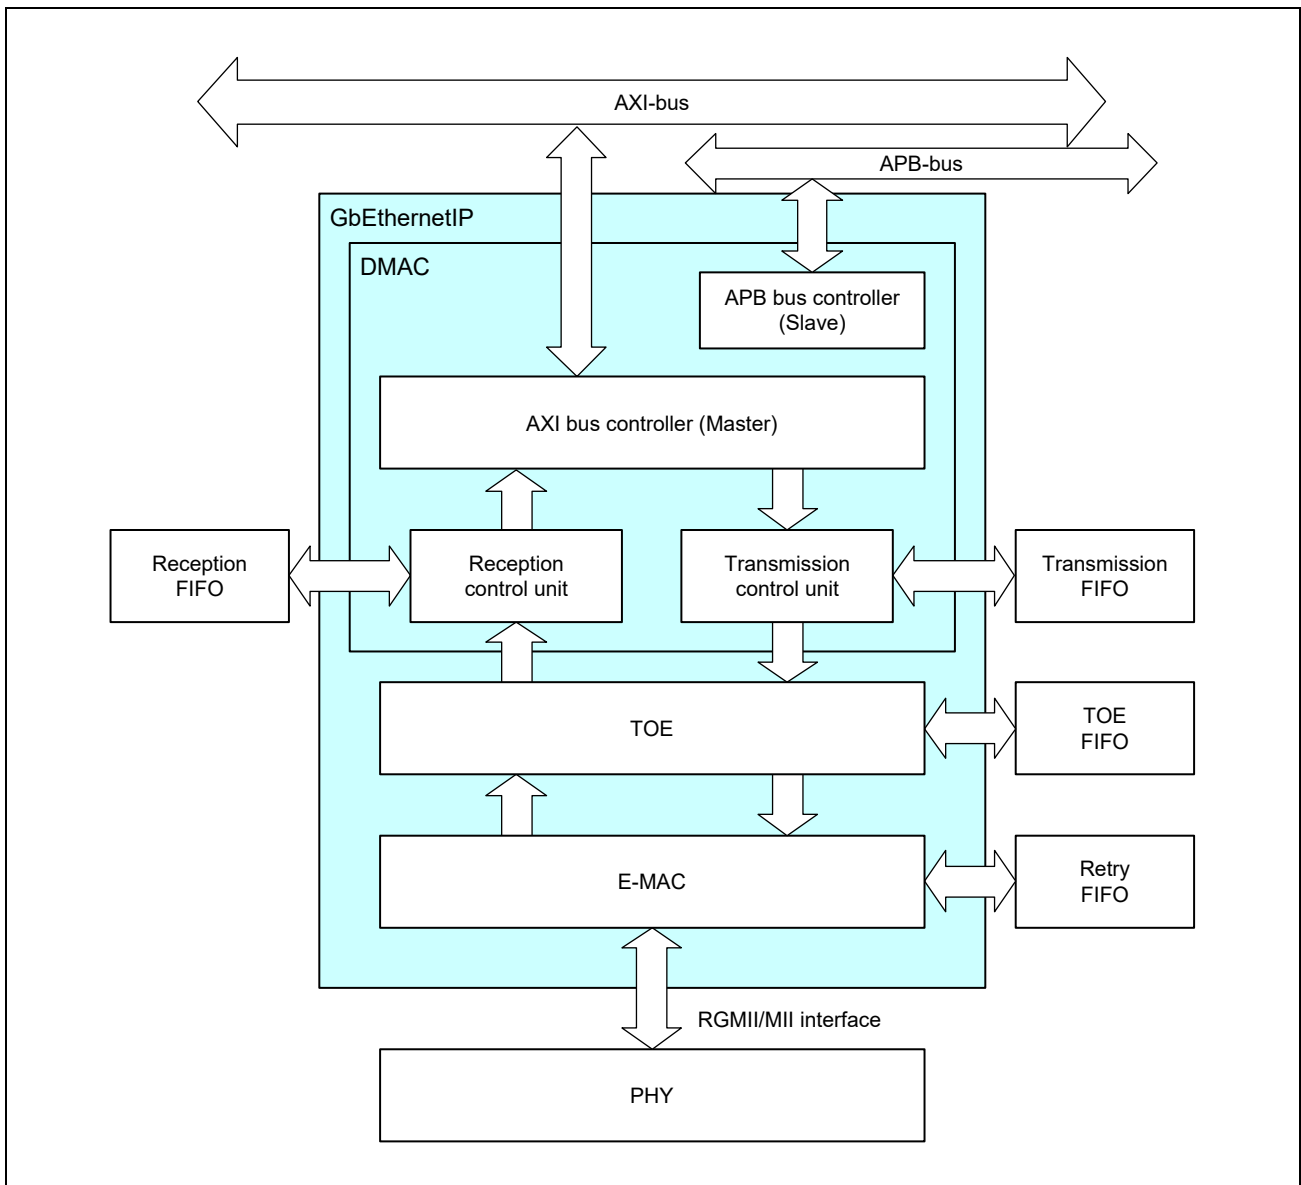 AXI-bus
APB-bus
GbEthernetIP
DMAC
APB bus controller
(Slave)
AXI bus controller (Master)
Reception
FIFO
Reception
control unit
Transmission
control unit
Transmission
FIFO
TOE
TOE
FIFO
E-MAC
Retry
FIFO
RGMII/MII interface
PHY